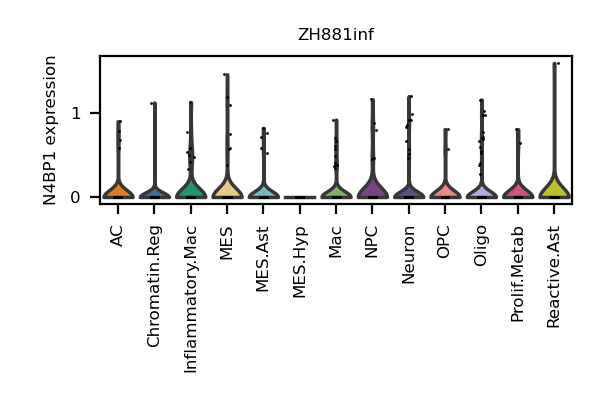 ZH881inf
N4BP1 expression
1
0
AC
Chromatin.Reg
Inflammatory.Mac
MES
MES.Ast
MES.Hyp
Mac
NPC
Neuron
OPC
Oligo
Prolif.Metab
Reactive.Ast